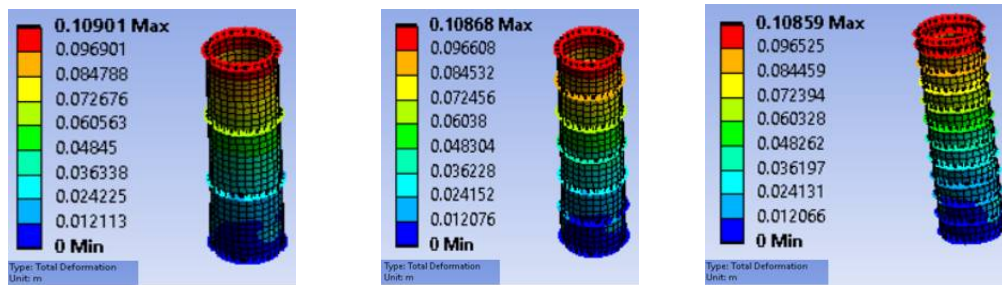 0.10901 Max
0.096901
0.084788
0.072676
0.060563
0.04845
0.036338
0.024225
0.012113
0 Min
Type: Total Deformation
Unit: m
0.10868 Max
0.096608
0.084532
0.072456
0.06038
0.048304
0.036228
0.024152
0.012076
0 Min
Type: Total Deformation
Unit: m
0.10859 Max
0.096525
0.084459
0.072394
0.060328
0.048262
0.036197
0.024131
0.012066
0 Min
Type: Total Deformation
Unit: m